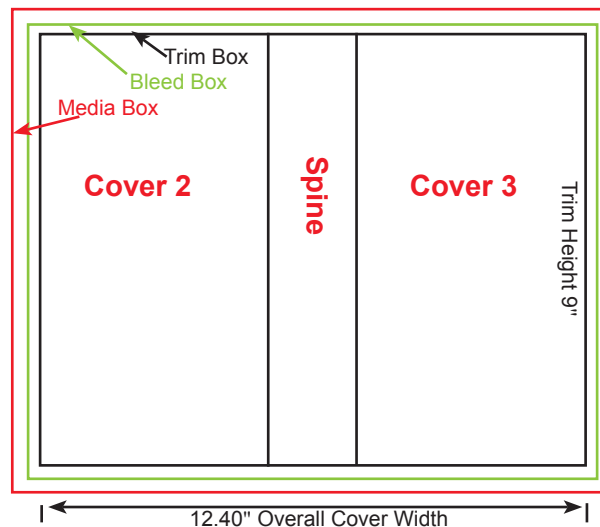 Trim Box
Bleed Box
Media Box
Cover 2
Spine
Cover 3
Trim Height 9"
12.40" Overall Cover Width